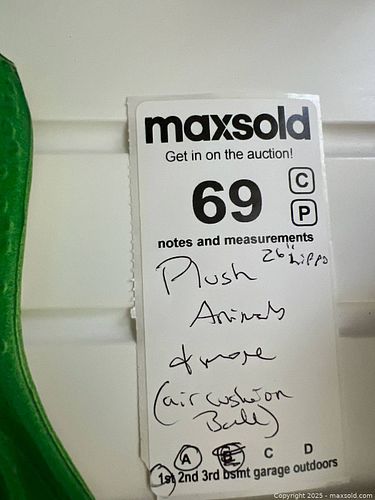 maxsold
Get in on the auction!
69 C
P
notes and measurements
26" hippo
Plush
Animals
& more
(air cushion
Ball)
A B C D
1st 2nd 3rd bsmt garage outdoors
Copyright 2025 - maxsold.com